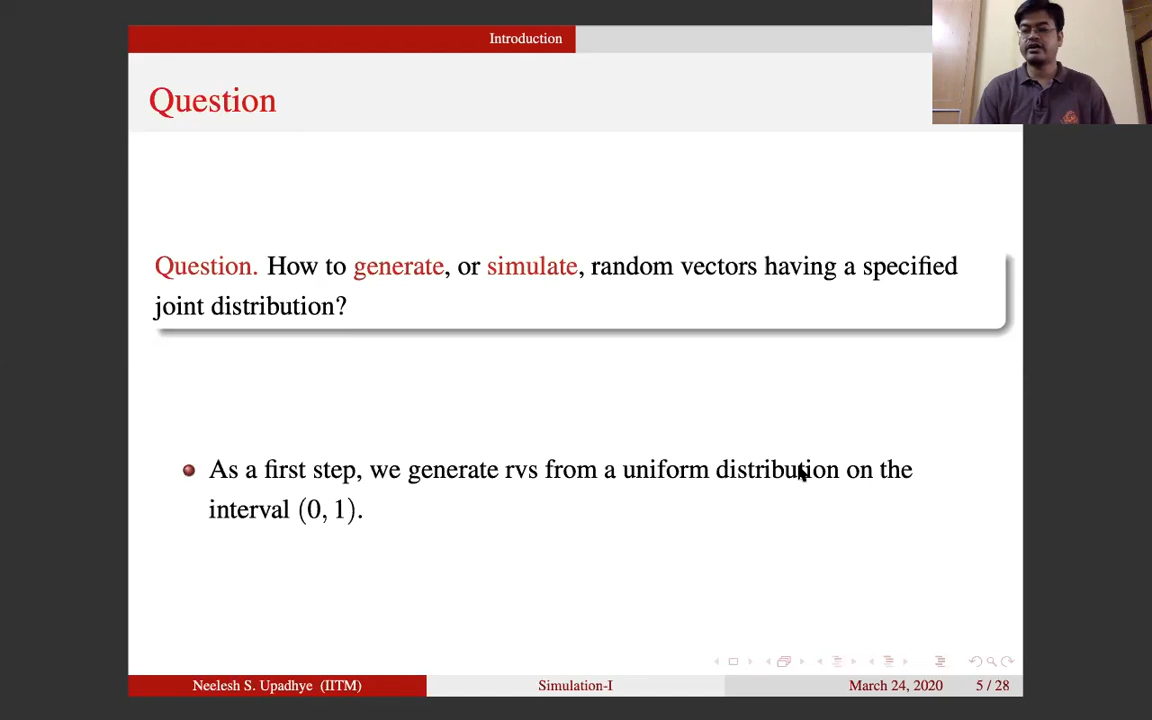 Introduction
Question
Question. How to generate, or simulate, random vectors having a specified
joint distribution?
As a first step, we generate rvs from a uniform distribution on the
interval (0, 1).
Neelesh S. Upadhye (IITM) Simulation-I March 24, 2020 5 / 28